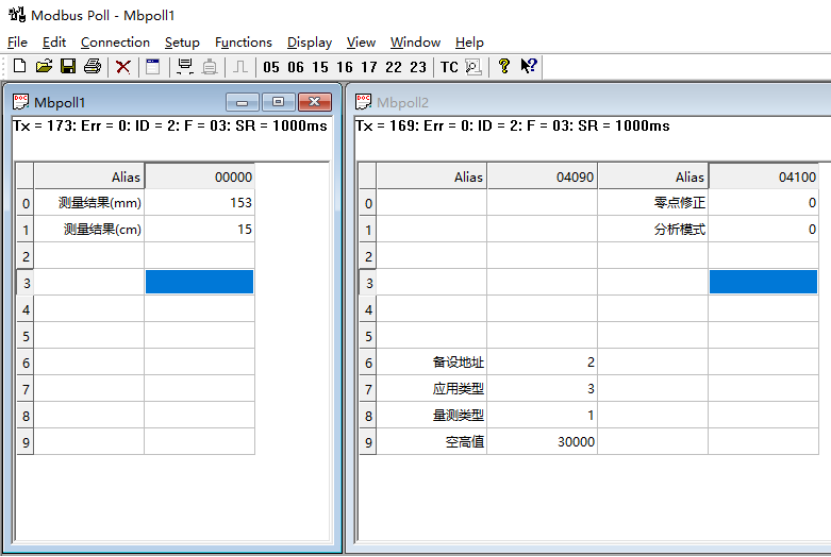 Modbus Poll - Mbpoll1
File Edit Connection Setup Functions Display View Window Help
05 06 15 16 17 22 23 TC
Mbpoll1
Tx = 173: Err = 0: ID = 2: F = 03: SR = 1000ms
Alias 00000
0 测量结果(mm) 153
1 测量结果(cm) 15
2
3
4
5
6
7
8
9
Mbpoll2
Tx = 169: Err = 0: ID = 2: F = 03: SR = 1000ms
Alias 04090 Alias 04100
0 零点修正 0
1 分析模式 0
2
3
4
5
6 备设地址 2
7 应用类型 3
8 量测类型 1
9 空高值 30000